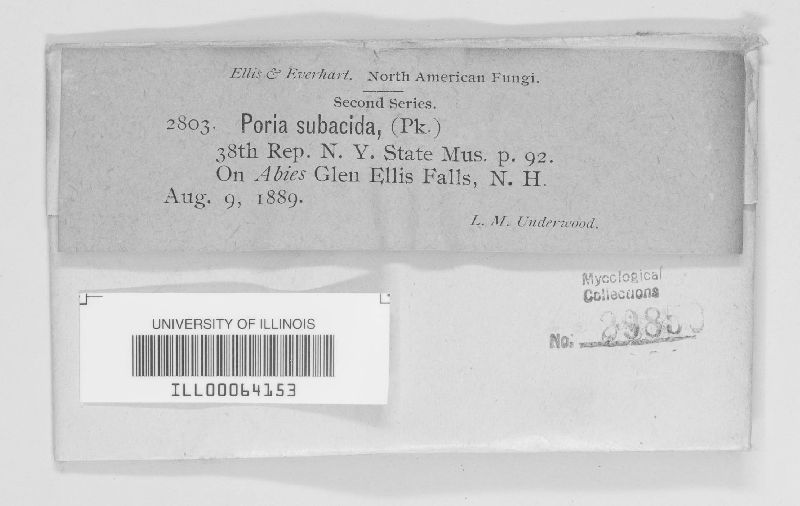 Ellis & Everhart. North American Fungi.
Second Series.
2803. Poria subacida, (Pk.)
38th Rep. N. Y. State Mus. p. 92.
On Abies Glen Ellis Falls, N. H.
Aug. 9, 1889.
L. M. Underwood.
Mycological
Collections
No:
UNIVERSITY OF ILLINOIS
ILL00064153